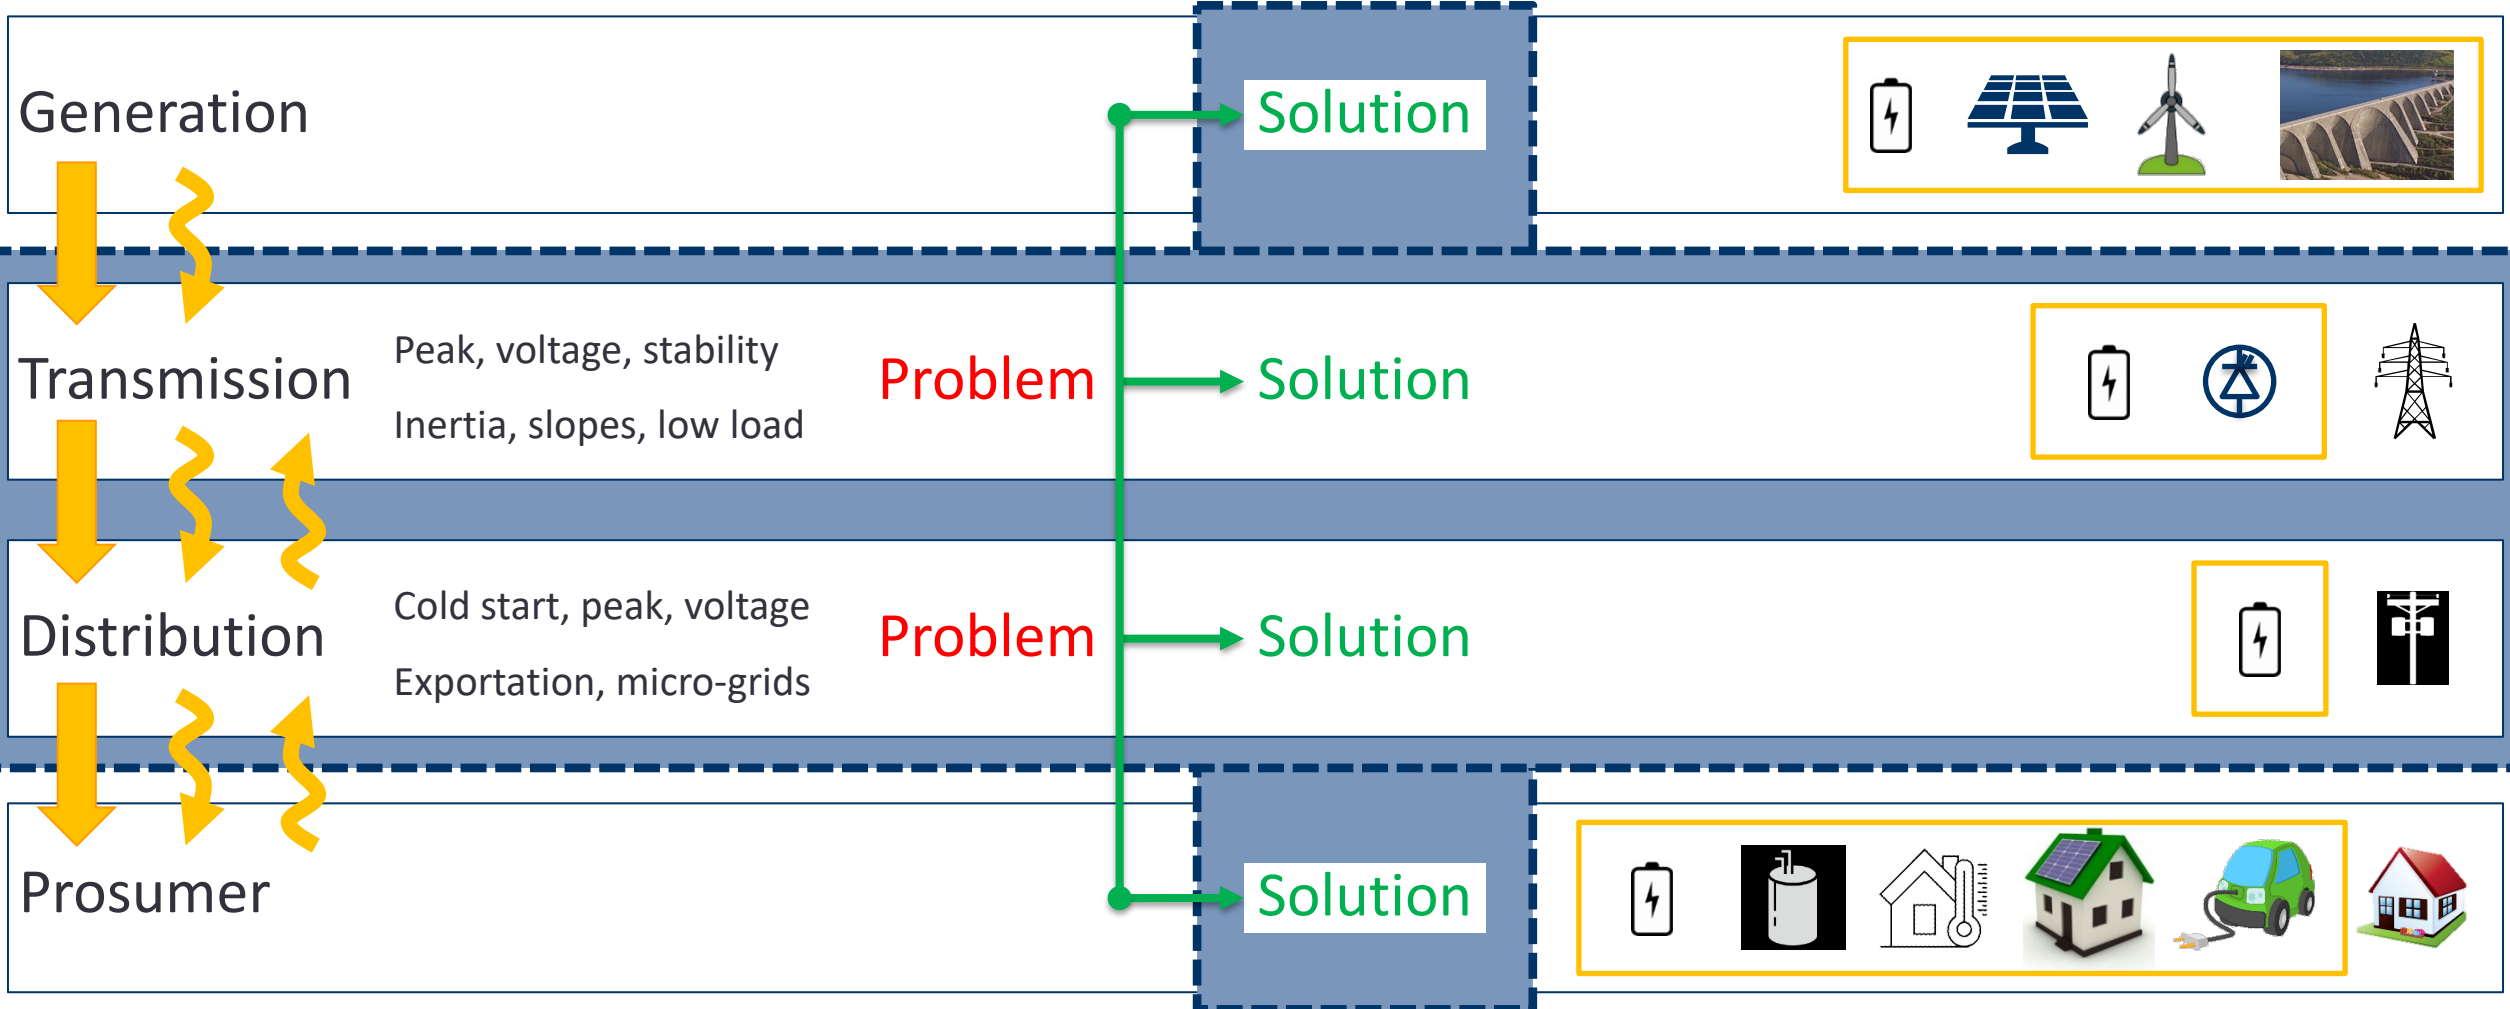 Generation
Solution
Transmission
Peak, voltage, stability
Inertia, slopes, low load
Problem
Solution
Distribution
Cold start, peak, voltage
Exportation, micro-grids
Problem
Solution
Prosumer
Solution